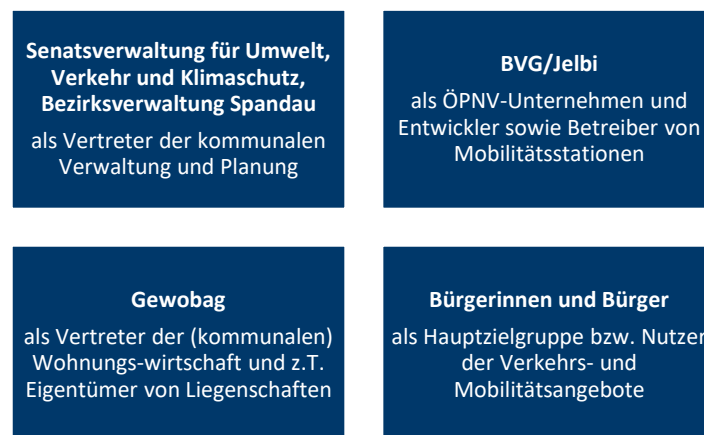 Senatsverwaltung für Umwelt,
Verkehr und Klimaschutz,
Bezirksverwaltung Spandau
als Vertreter der kommunalen
Verwaltung und Planung
BVG/Jelbi
als ÖPNV-Unternehmen und
Entwickler sowie Betreiber von
Mobilitätsstationen
Gewobag
als Vertreter der (kommunalen)
Wohnungs-wirtschaft und z.T.
Eigentümer von Liegenschaften
Bürgerinnen und Bürger
als Hauptzielgruppe bzw. Nutzer
der Verkehrs- und
Mobilitätsangebote